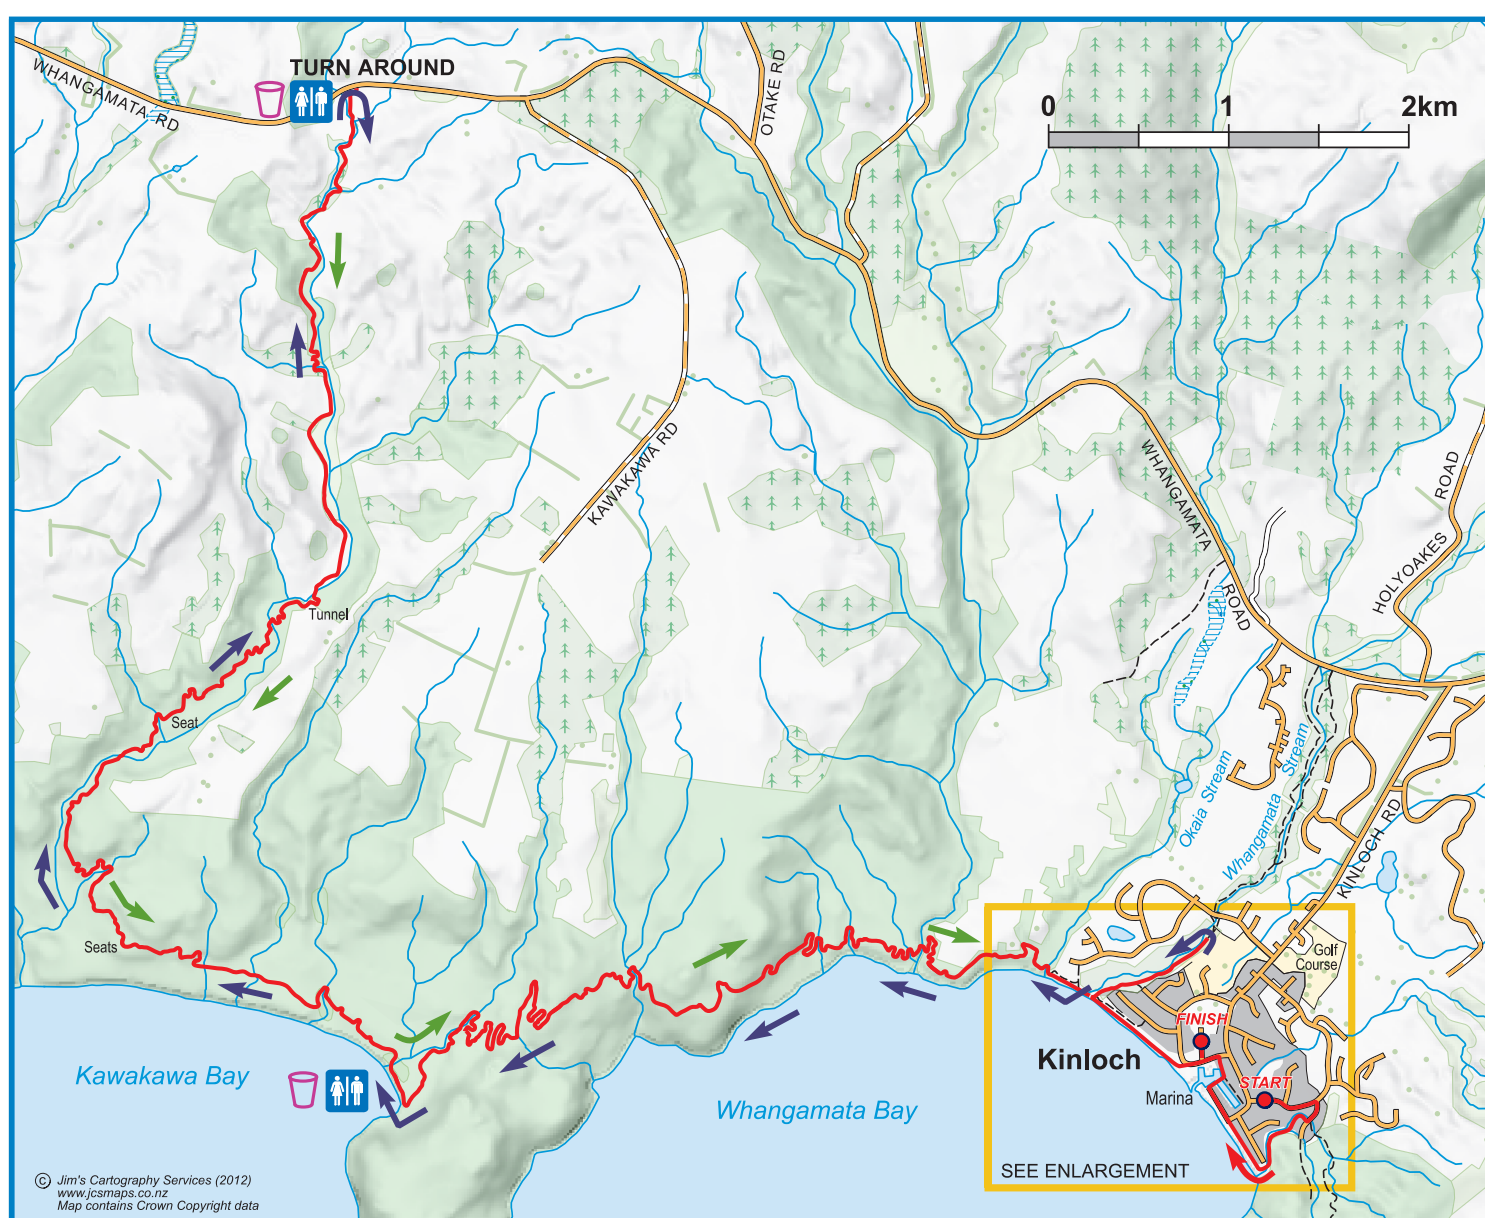 TURN AROUND
WHANGAMATA RD
OTAKE RD
0 1 2km
KAWAKAWA RD
WHANGAMATA
ROAD
HOLYOAKES
ROAD
Tunnel
Seat
Okaia Stream
Whangamata
Stream
KINLOCH RD
Seats
Golf
Course
FINISH
Kinloch
START
Marina
Kawakawa Bay
Whangamata Bay
SEE ENLARGEMENT
© Jim's Cartography Services (2012)
www.jcsmaps.co.nz
Map contains Crown Copyright data